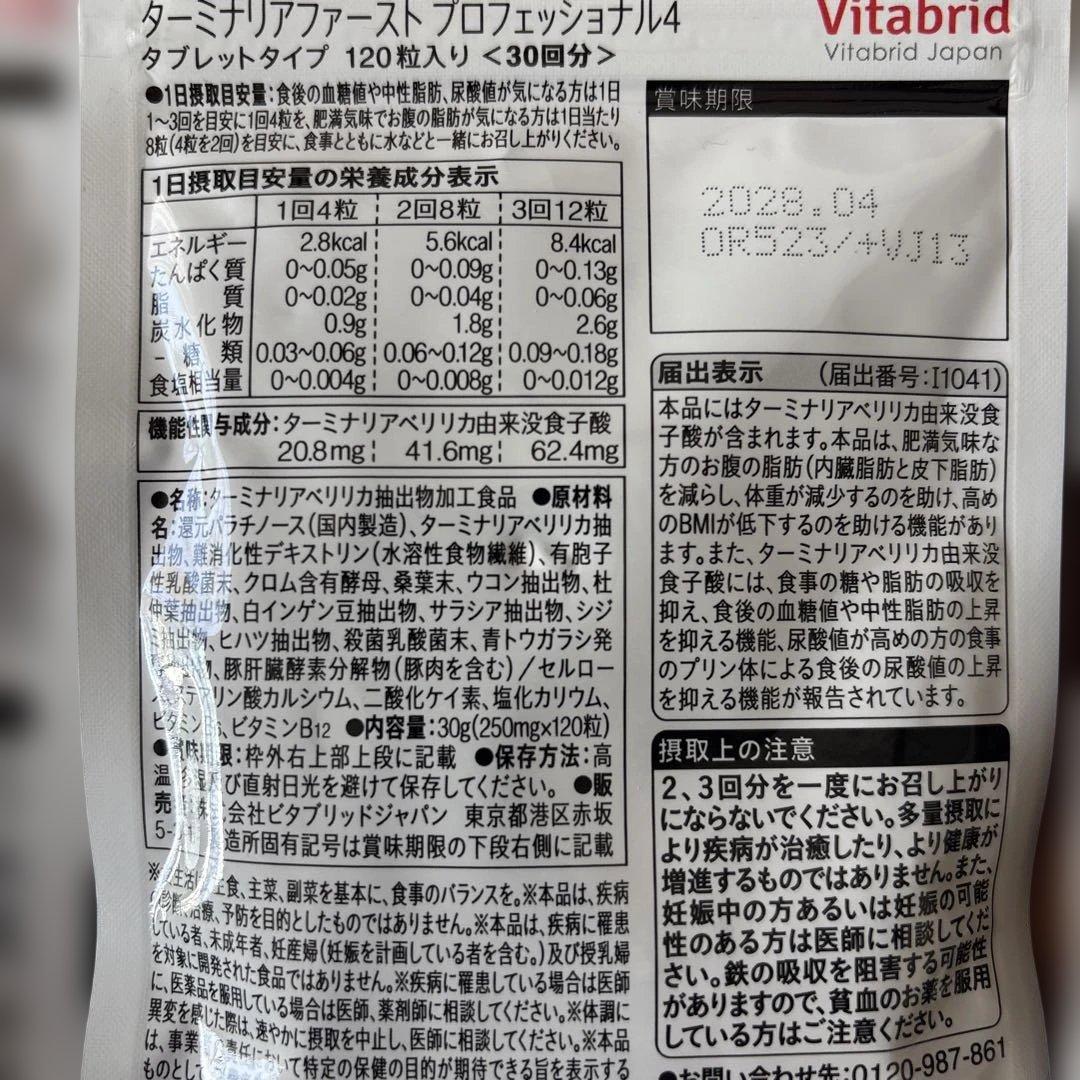 ターミナリアファースト プロフェッショナル4
タブレットタイプ 120粒入り <30回分>
Vitabrid
Vitabrid Japan
●1日摂取目安量:食後の血糖値や中性脂肪、尿酸値が気になる方は1日
1~3回を目安に1回4粒を、肥満気味でお腹の脂肪が気になる方は1日当たり
8粒(4粒を2回)を目安に、食事とともに水などと一緒にお召し上がりください。
1日摂取目安量の栄養成分表示
1回4粒 2回8粒 3回12粒
エネルギー 2.8kcal 5.6kcal 8.4kcal
たんぱく質 0~0.05g 0~0.09g 0~0.13g
脂 質 0~0.02g 0~0.04g 0~0.06g
炭水化物 0.9g 1.8g 2.6g
- 糖 類 0.03~0.06g 0.06~0.12g 0.09~0.18g
食塩相当量 0~0.004g 0~0.008g 0~0.012g
機能性関与成分:ターミナリアベリリカ由来没食子酸
20.8mg 41.6mg 62.4mg
●名称:ターミナリアベリリカ抽出物加工食品 ●原材料
名:還元パラチノース(国内製造)、ターミナリアベリリカ抽
出物、難消化性デキストリン(水溶性食物繊維)、有胞子
性乳酸菌末、クロム含有酵母、桑葉末、ウコン抽出物、杜
仲葉抽出物、白インゲン豆抽出物、サラシア抽出物、シジ
ミ抽出物、ヒハツ抽出物、殺菌乳酸菌末、青トウガラシ発
物、豚肝臓酵素分解物(豚肉を含む)/セルロー
ステアリン酸カルシウム、二酸化ケイ素、塩化カリウム、
ビタミンB6、ビタミンB12 ●内容量:30g(250mg×120粒)
●賞味期限:枠外右上部上段に記載 ●保存方法:高
温 多湿 及び直射日光を避けて保存してください。 ●販
売 株式会社ビタブリッドジャパン 東京都港区赤坂
5- 製造所固有記号は賞味期限の下段右側に記載
※食生活は、主食、主菜、副菜を基本に、食事のバランスを。※本品は、疾病
の診断、治療、予防を目的としたものではありません。※本品は、疾病に罹患
している者、未成年者、妊産婦(妊娠を計画している者を含む。)及び授乳婦
を対象に開発された食品ではありません。※疾病に罹患している場合は医師
に、医薬品を服用している場合は医師、薬剤師に相談してください。※体調に
異変を感じた際は、速やかに摂取を中止し、医師に相談してください。※本品
は、事業者の責任において特定の保健の目的が期待できる旨を表示する
ものとして
賞味期限
2028.04
OR523/+VJ13
届出表示 (届出番号:I1041)
本品にはターミナリアベリリカ由来没食
子酸が含まれます。本品は、肥満気味な
方のお腹の脂肪(内臓脂肪と皮下脂肪)
を減らし、体重が減少するのを助け、高め
のBMIが低下するのを助ける機能があり
ます。また、ターミナリアベリリカ由来没
食子酸には、食事の糖や脂肪の吸収を
抑え、食後の血糖値や中性脂肪の上昇
を抑える機能、尿酸値が高めの方の食事
のプリン体による食後の尿酸値の上昇
を抑える機能が報告されています。
摂取上の注意
2、3回分を一度にお召し上がり
にならないでください。多量摂取に
より疾病が治癒したり、より健康が
増進するものではありません。また、
妊娠中の方あるいは妊娠の可能
性のある方は医師に相談してくだ
さい。鉄の吸収を阻害する可能性
がありますので、貧血のお薬を服用
している方はご注意ください。
●お問い合わせ先:0120-987-861